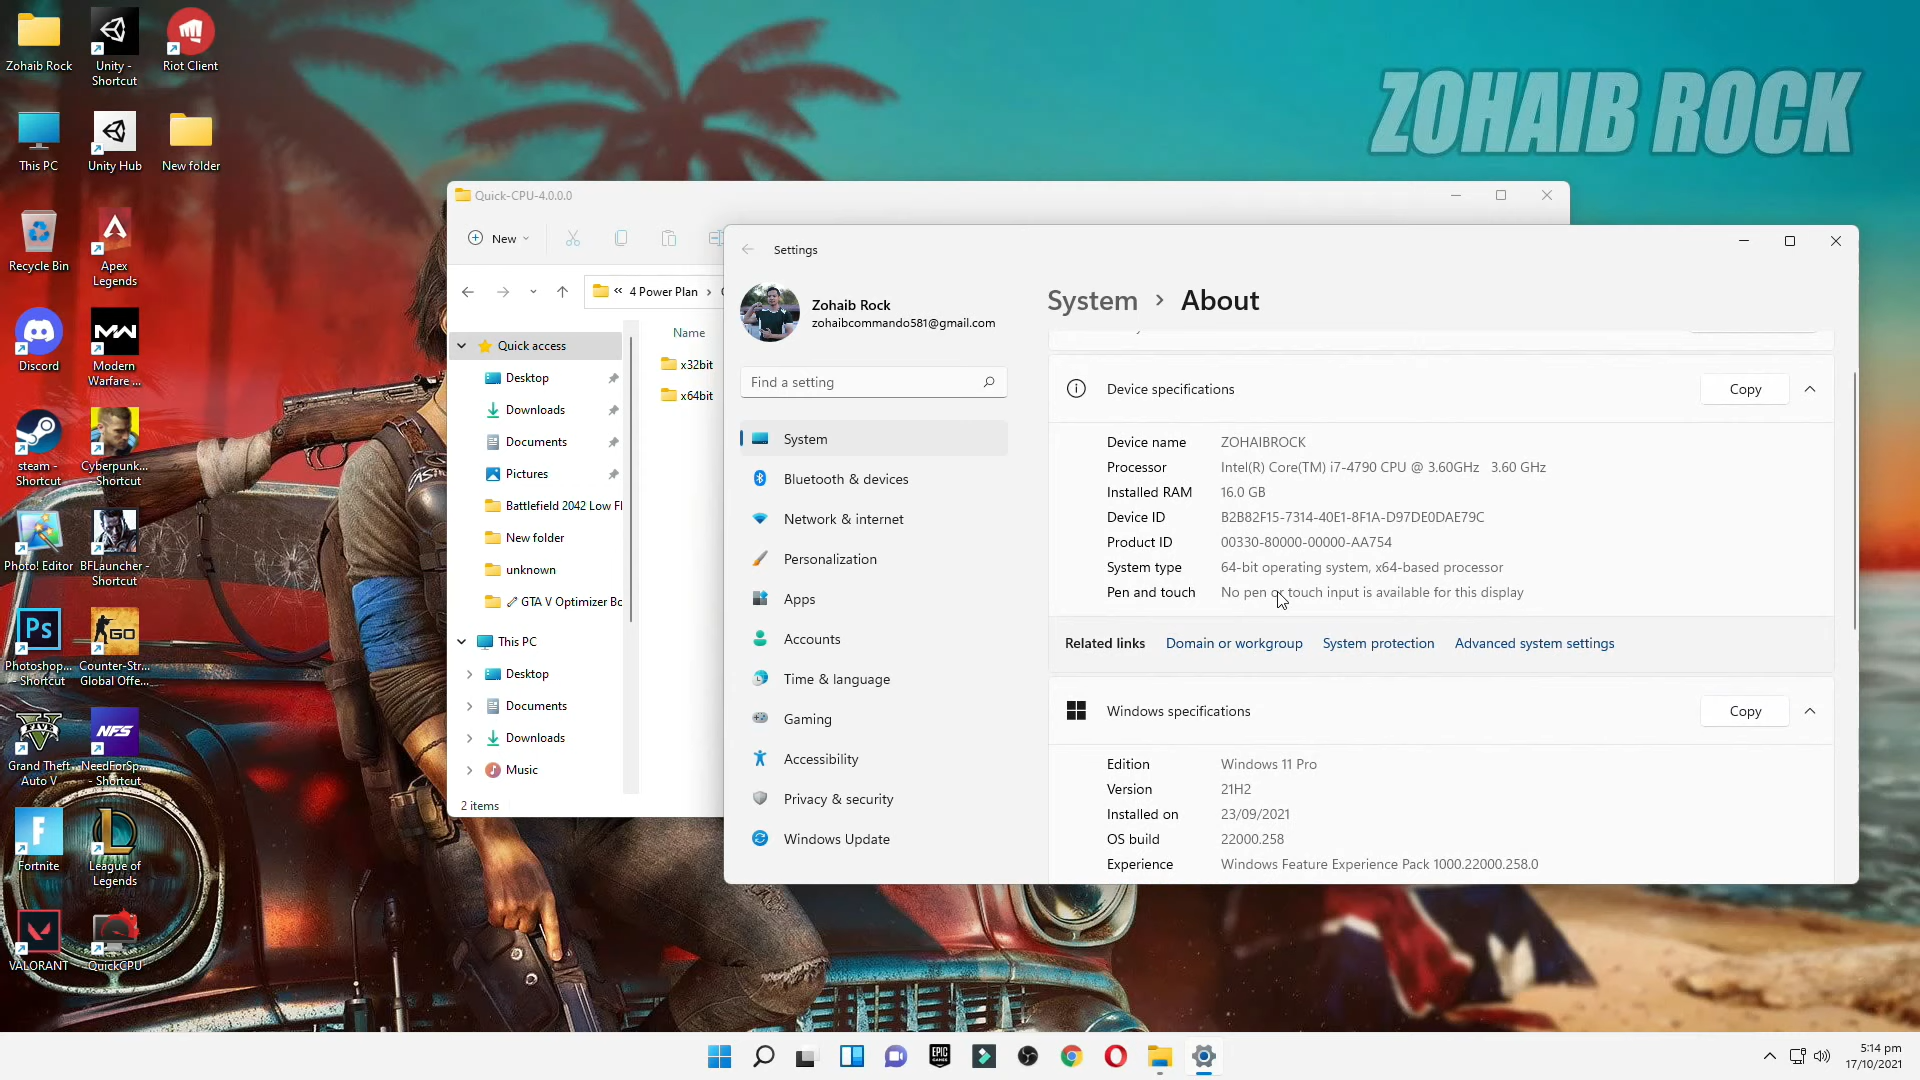 Zohaib Rock
Unity -
Shortcut
Riot Client
This PC
Unity Hub
New folder
Recycle Bin
Apex
Legends
Discord
Modern
Warfare ...
steam -
Shortcut
Cyberpunk...
- Shortcut
Photo! Editor
BFLauncher -
Shortcut
Ps
GO
Photoshop...
- Shortcut
Counter-Str...
Global Offe...
FIVE
NFS
Grand Theft
Auto V
NeedForSp...
- Shortcut
Fortnite
League of
Legends
VALORANT
QuickCPU
ZOHAIB ROCK
Quick-CPU-4.0.0.0
New
« 4 Power Plan ›
Name
Quick access
Desktop
Downloads
Documents
Pictures
Battlefield 2042 Low F
New folder
unknown
GTA V Optimizer Bo
This PC
Desktop
Documents
Downloads
Music
x32bit
x64bit
2 items
Settings
Zohaib Rock
zohaibcommando581@gmail.com
Find a setting
System
Bluetooth & devices
Network & internet
Personalization
Apps
Accounts
Time & language
Gaming
Accessibility
Privacy & security
Windows Update
System › About
Device specifications
Copy
Device name ZOHAIBROCK
Processor Intel(R) Core(TM) i7-4790 CPU @ 3.60GHz 3.60 GHz
Installed RAM 16.0 GB
Device ID B2B82F15-7314-40E1-8F1A-D97DE0DAE79C
Product ID 00330-80000-00000-AA754
System type 64-bit operating system, x64-based processor
Pen and touch No pen or touch input is available for this display
Related links Domain or workgroup System protection Advanced system settings
Windows specifications
Copy
Edition Windows 11 Pro
Version 21H2
Installed on 23/09/2021
OS build 22000.258
Experience Windows Feature Experience Pack 1000.22000.258.0
EPIC
GAMES
5:14 pm
17/10/2021